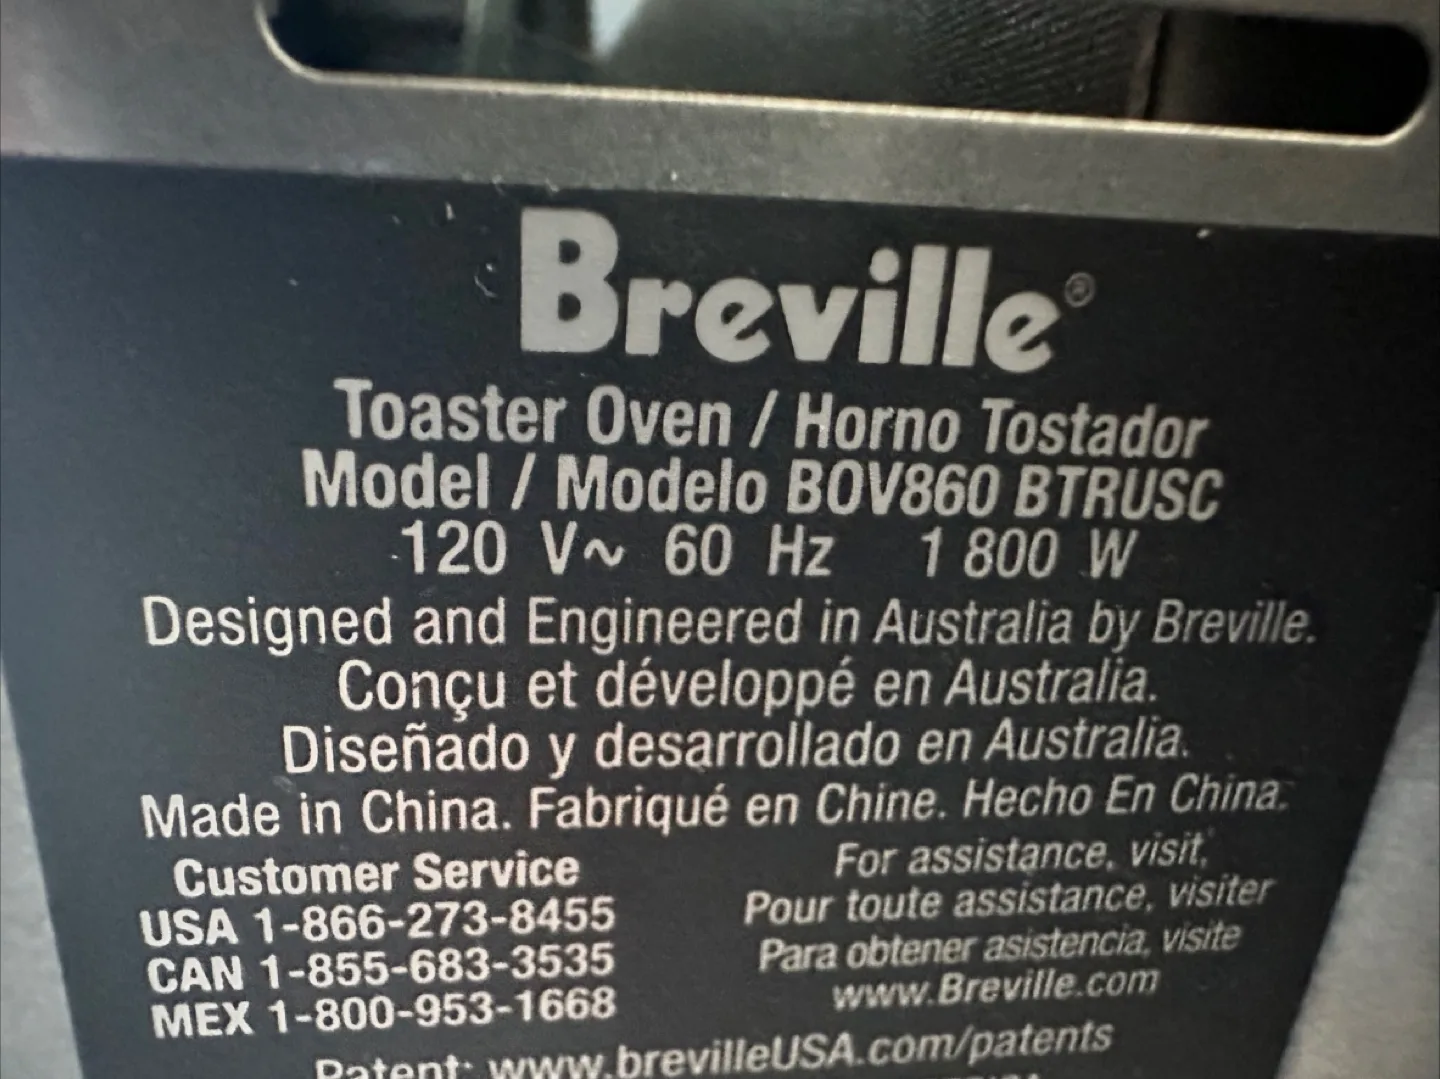 Breville®
Toaster Oven / Horno Tostador
Model / Modelo BOV860 BTRUSC
120 V~ 60 Hz 1 800 W
Designed and Engineered in Australia by Breville.
Conçu et développé en Australia.
Diseñado y desarrollado en Australia.
Made in China. Fabriqué en Chine. Hecho En China.
Customer Service
USA 1-866-273-8455
CAN 1-855-683-3535
MEX 1-800-953-1668
For assistance, visit,
Pour toute assistance, visiter
Para obtener asistencia, visite
www.Breville.com
Patent: www.brevilleUSA.com/patents